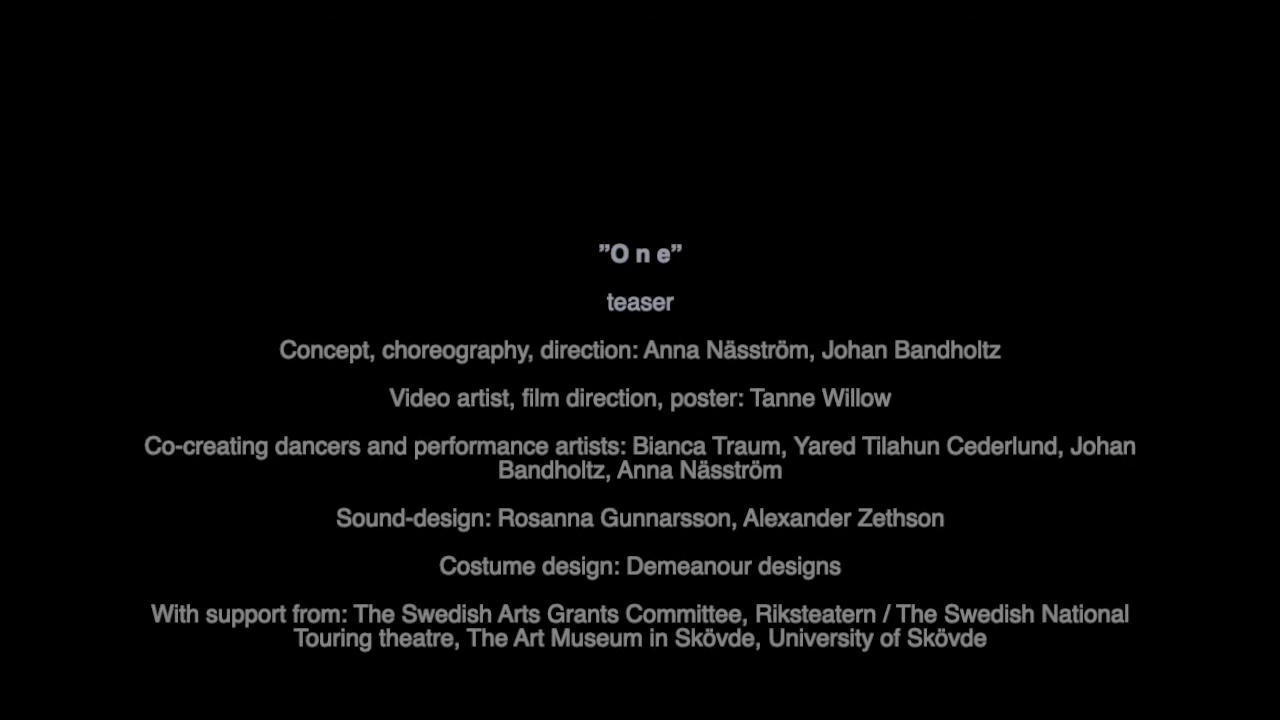 ”O n e”
teaser
Concept, choreography, direction: Anna Näsström, Johan Bandholtz
Video artist, film direction, poster: Tanne Willow
Co-creating dancers and performance artists: Bianca Traum, Yared Tilahun Cederlund, Johan
Bandholtz, Anna Näsström
Sound-design: Rosanna Gunnarsson, Alexander Zethson
Costume design: Demeanour designs
With support from: The Swedish Arts Grants Committee, Riksteatern / The Swedish National
Touring theatre, The Art Museum in Skövde, University of Skövde